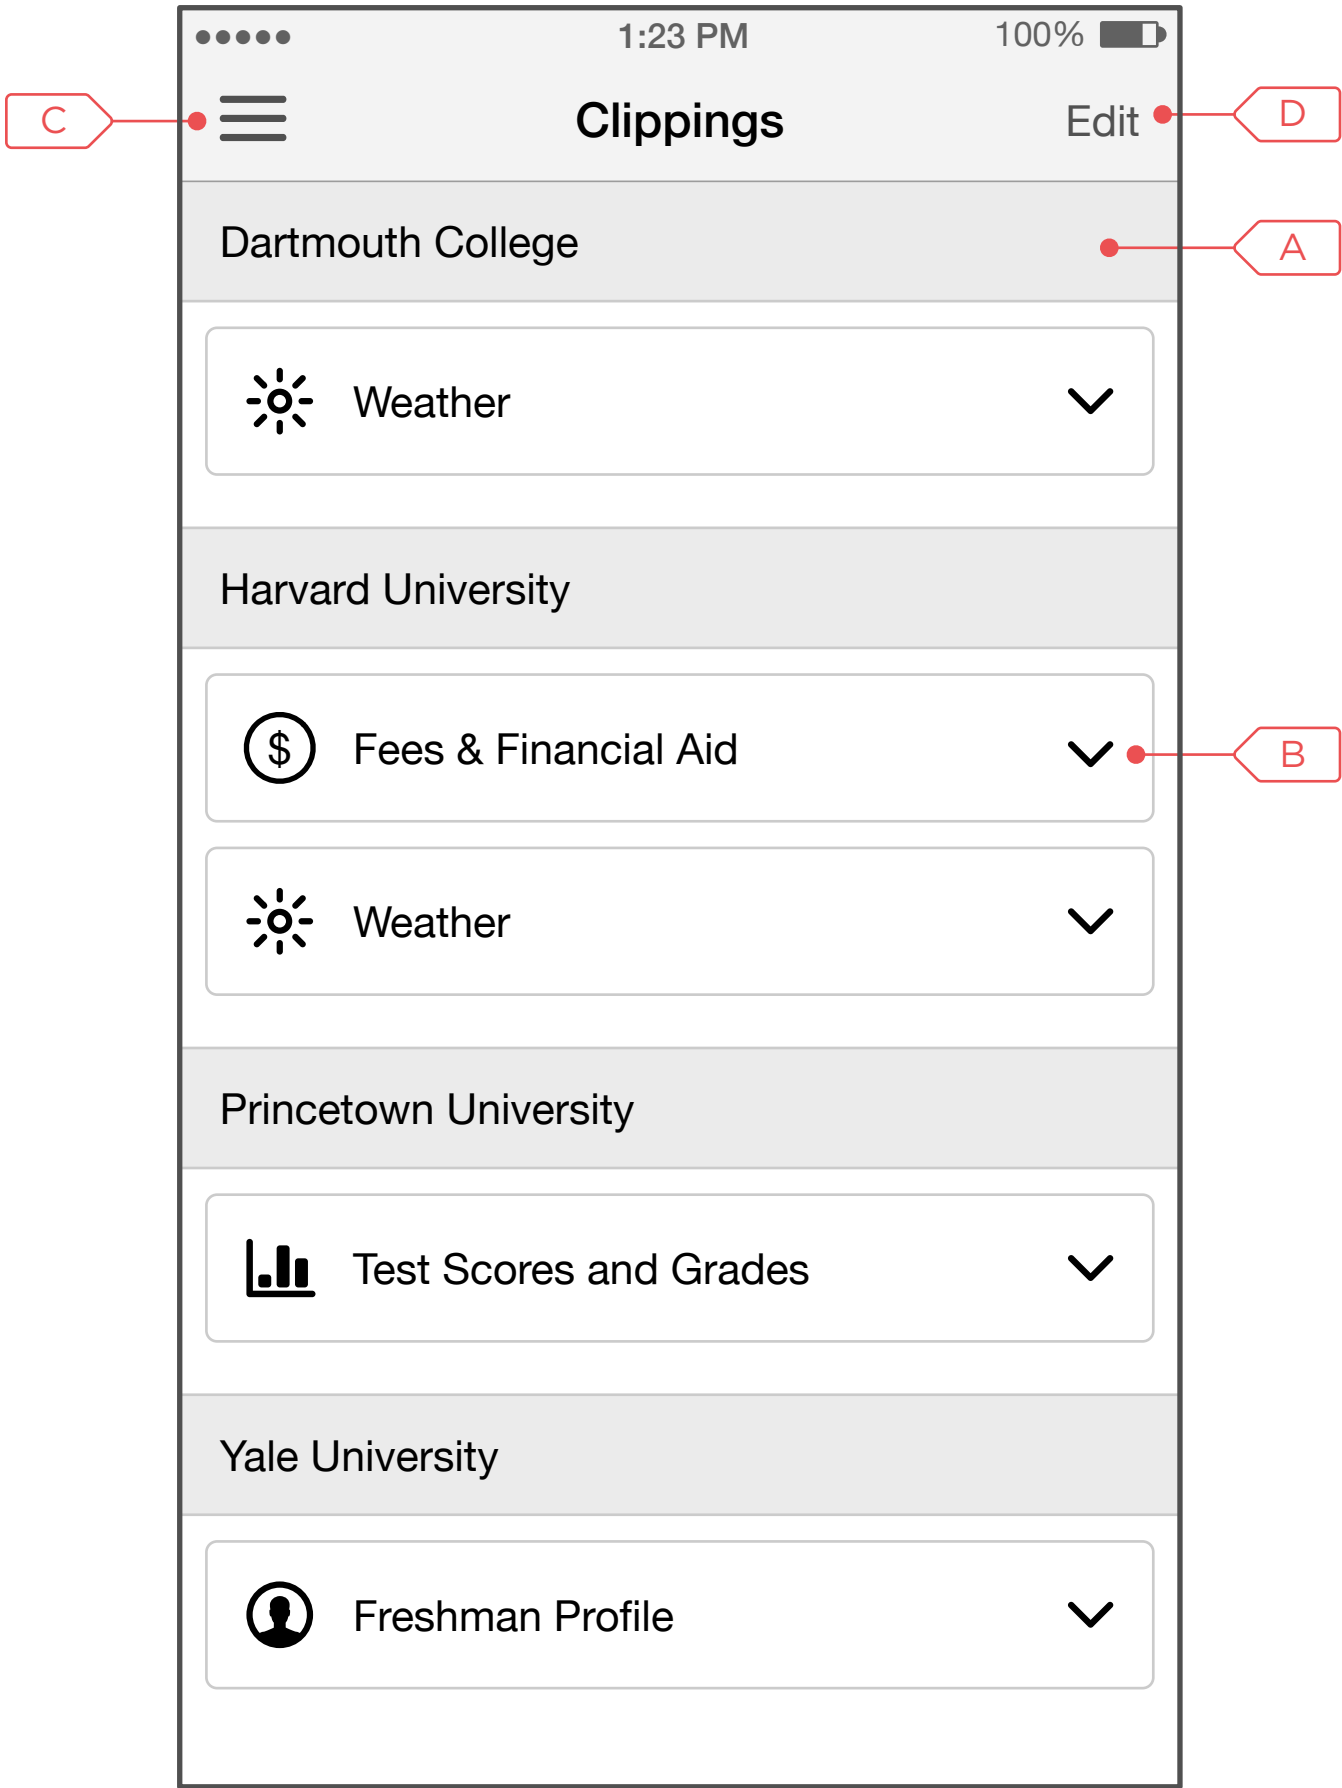 1:23 PM 100%
C Clippings Edit D
Dartmouth College A
Weather
Harvard University
$ Fees & Financial Aid B
Weather
Princetown University
Test Scores and Grades
Yale University
Freshman Profile